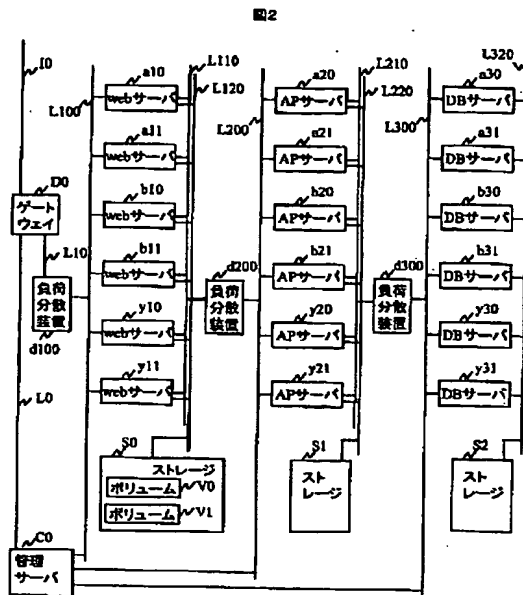 図2
I0
L100
a10
webサーバ
L110
L120
L200
a20
APサーバ
L210
L220
L300
a30
DBサーバ
L320
a11
webサーバ
a21
APサーバ
a31
DBサーバ
D0
ゲート
ウェイ
b10
webサーバ
b20
APサーバ
b30
DBサーバ
L10
負荷
分散
装置
d100
b11
webサーバ
d200
負荷
分散
装置
b21
APサーバ
d300
負荷
分散
装置
b31
DBサーバ
y10
webサーバ
y20
APサーバ
y30
DBサーバ
L0
y11
webサーバ
y21
APサーバ
y31
DBサーバ
S0
ストレージ
ボリューム
V0
ボリューム
V1
S1
スト
レージ
S2
スト
レージ
C0
管理
サーバ